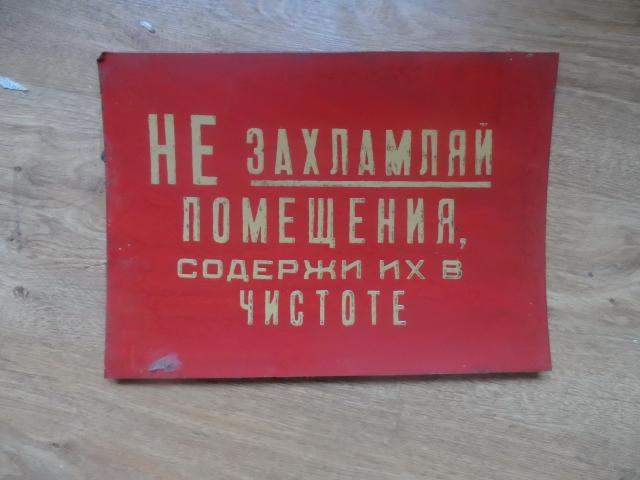 НЕ ЗАХЛАМЛЯЙ
ПОМЕЩЕНИЯ,
СОДЕРЖИ ИХ В
ЧИСТОТЕ